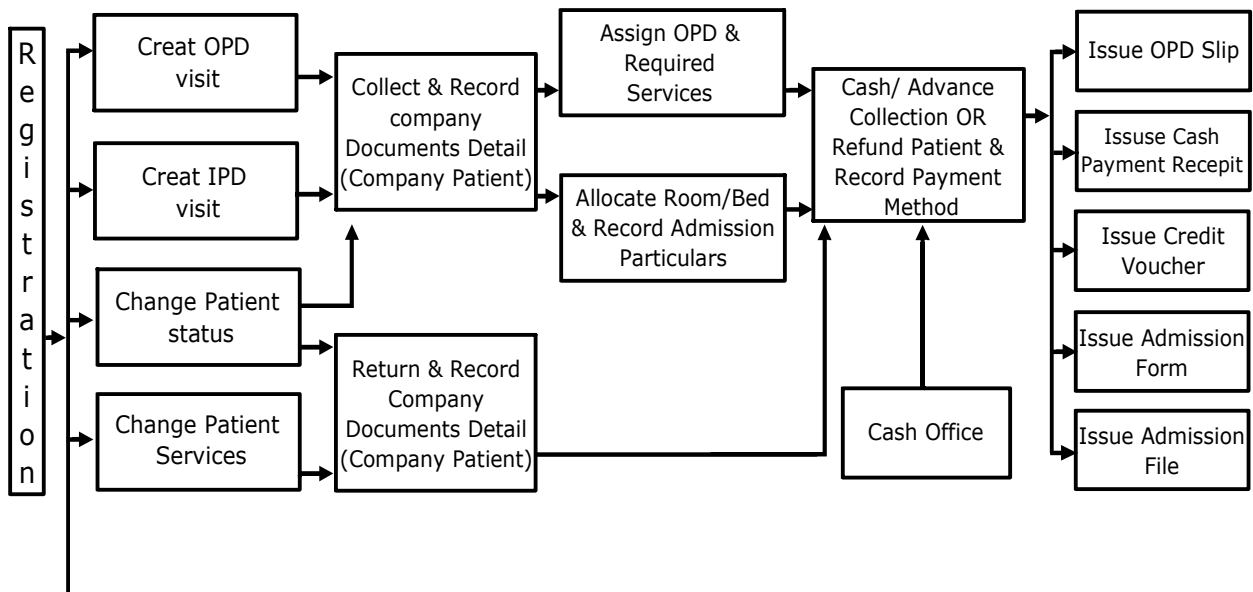 Registration
Creat OPD
visit
Creat IPD
visit
Change Patient
status
Change Patient
Services
Collect & Record
company
Documents Detail
(Company Patient)
Return & Record
Company
Documents Detail
(Company Patient)
Assign OPD &
Required
Services
Allocate Room/Bed
& Record Admission
Particulars
Cash/ Advance
Collection OR
Refund Patient &
Record Payment
Method
Cash Office
Issue OPD Slip
Issuse Cash
Payment Recepit
Issue Credit
Voucher
Issue Admission
Form
Issue Admission
File